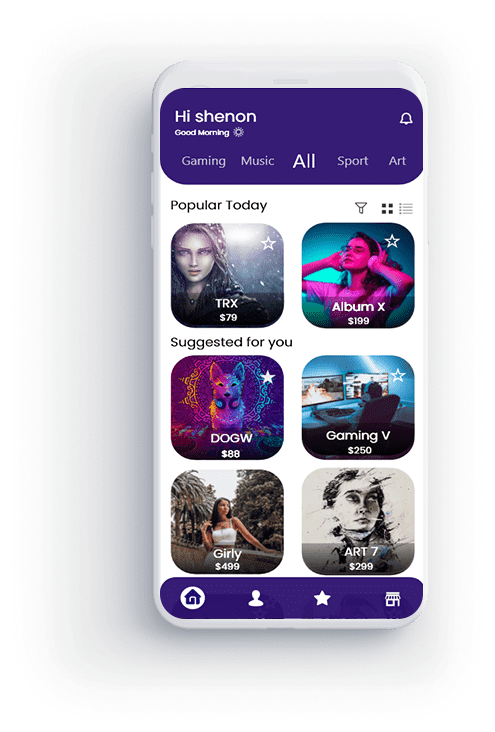 Hi shenon
Good Morning
Gaming Music All Sport Art
Popular Today
TRX
$79
Album X
$199
Suggested for you
DOGW
$88
Gaming V
$250
Girly
$499
ART 7
$299